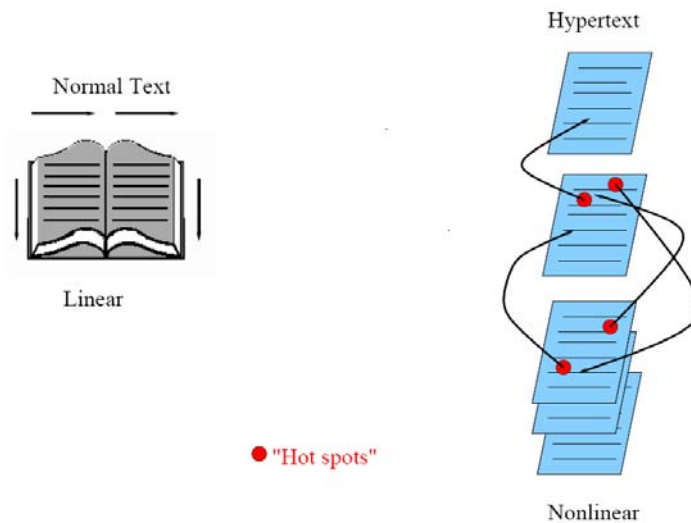 Hypertext
Normal Text
Linear
"Hot spots"
Nonlinear